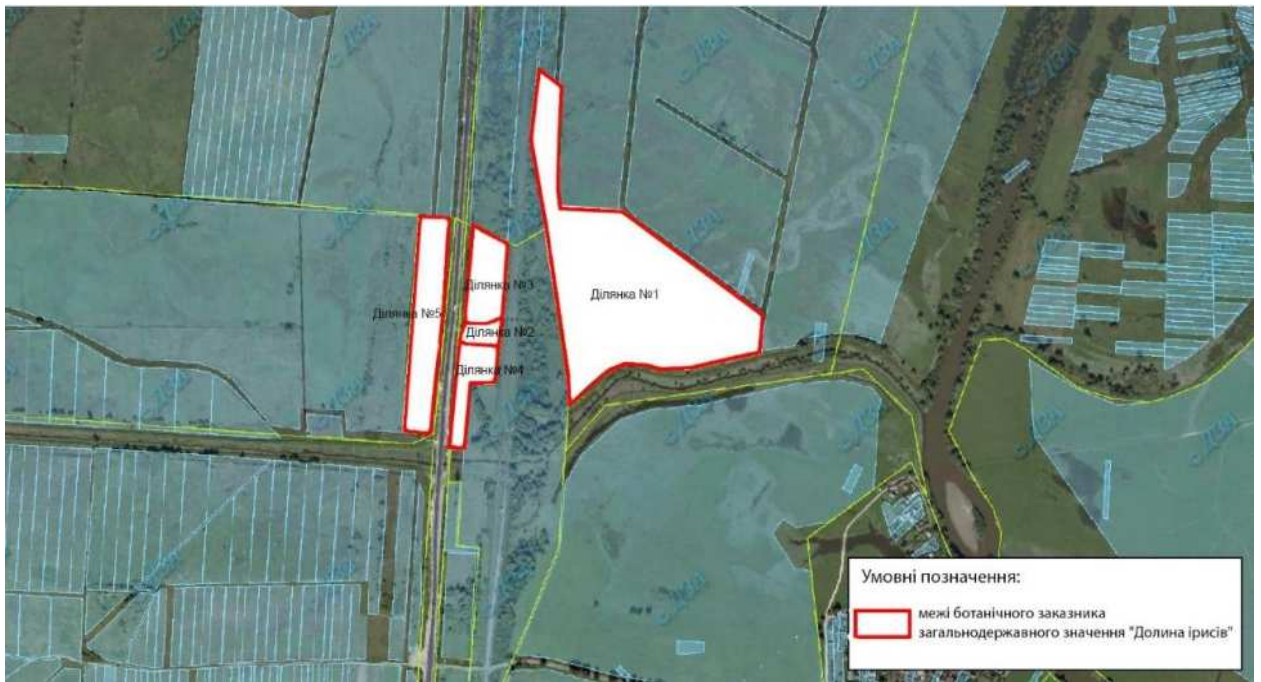 с ДЗЛ
Ділянка №3
Ділянка №1
Ділянка №5
Ділянка №2
Ділянка №4
Умовні позначення:
межі ботанічного заказника
загальнодержавного значення "Долина ірисів"